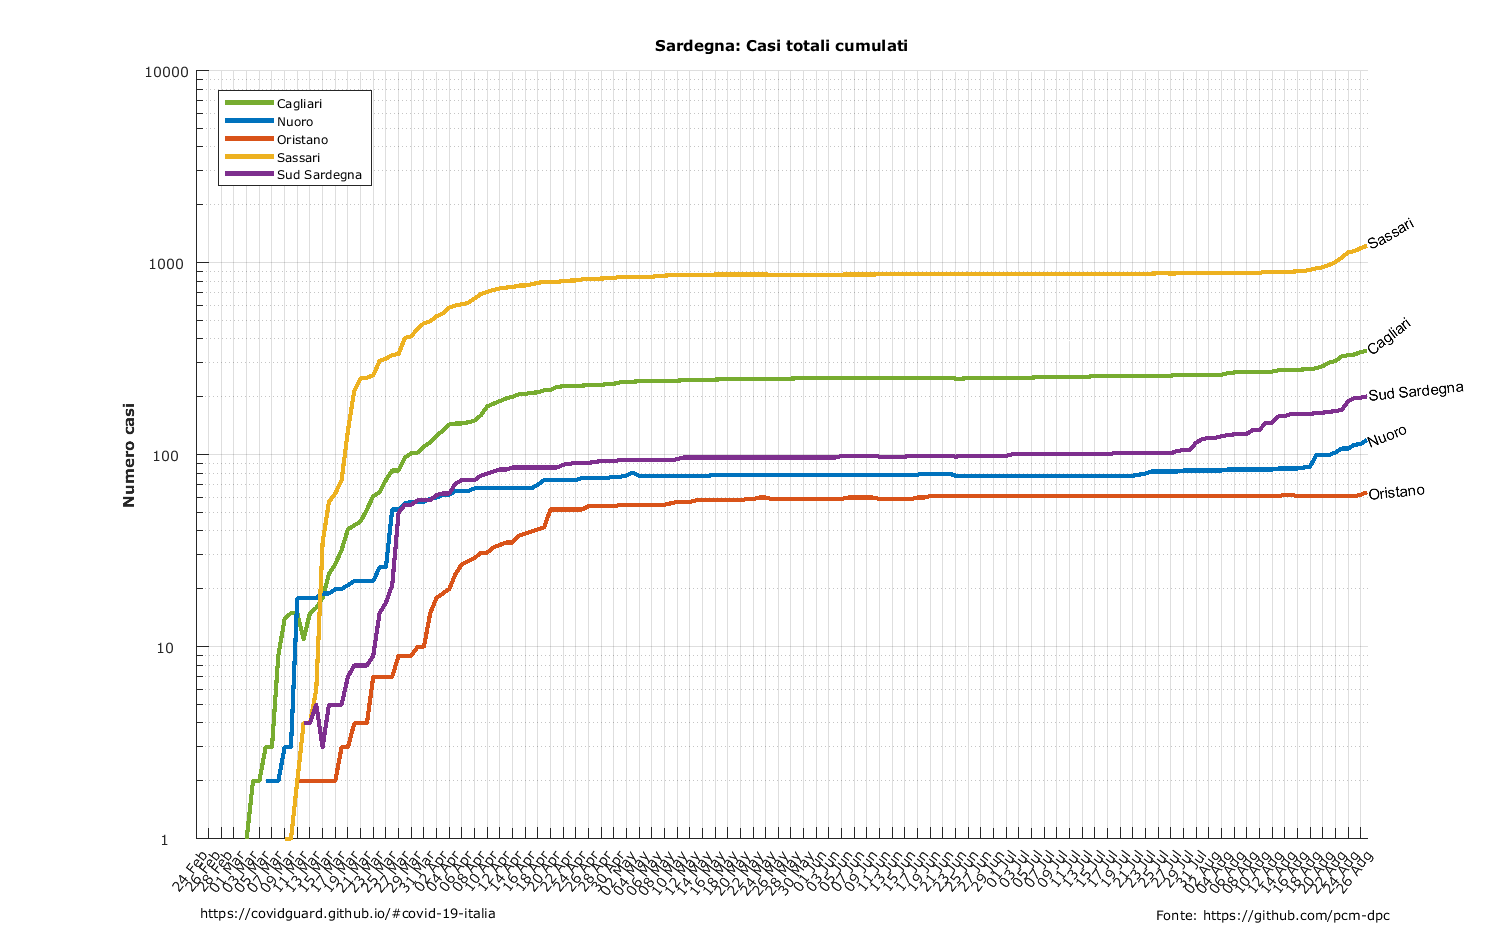 Sardegna: Casi totali cumulati
10000
1000
100
10
1
Numero casi
Cagliari
Nuoro
Oristano
Sassari
Sud Sardegna
Sassari
Cagliari
Sud Sardegna
Nuoro
Oristano
24 Feb
26 Feb
28 Feb
01 Mar
03 Mar
05 Mar
07 Mar
09 Mar
11 Mar
13 Mar
15 Mar
17 Mar
19 Mar
21 Mar
23 Mar
25 Mar
27 Mar
29 Mar
31 Mar
02 Apr
04 Apr
06 Apr
08 Apr
10 Apr
12 Apr
14 Apr
16 Apr
18 Apr
20 Apr
22 Apr
24 Apr
26 Apr
28 Apr
30 Apr
02 May
04 May
06 May
08 May
10 May
12 May
14 May
16 May
18 May
20 May
22 May
24 May
26 May
28 May
30 May
01 Jun
03 Jun
05 Jun
07 Jun
09 Jun
11 Jun
13 Jun
15 Jun
17 Jun
19 Jun
21 Jun
23 Jun
25 Jun
27 Jun
29 Jun
01 Jul
03 Jul
05 Jul
07 Jul
09 Jul
11 Jul
13 Jul
15 Jul
17 Jul
19 Jul
21 Jul
23 Jul
25 Jul
27 Jul
29 Jul
31 Jul
02 Aug
04 Aug
06 Aug
08 Aug
10 Aug
12 Aug
14 Aug
16 Aug
18 Aug
20 Aug
22 Aug
24 Aug
26 Aug
https://covidguard.github.io/#covid-19-italia
Fonte: https://github.com/pcm-dpc